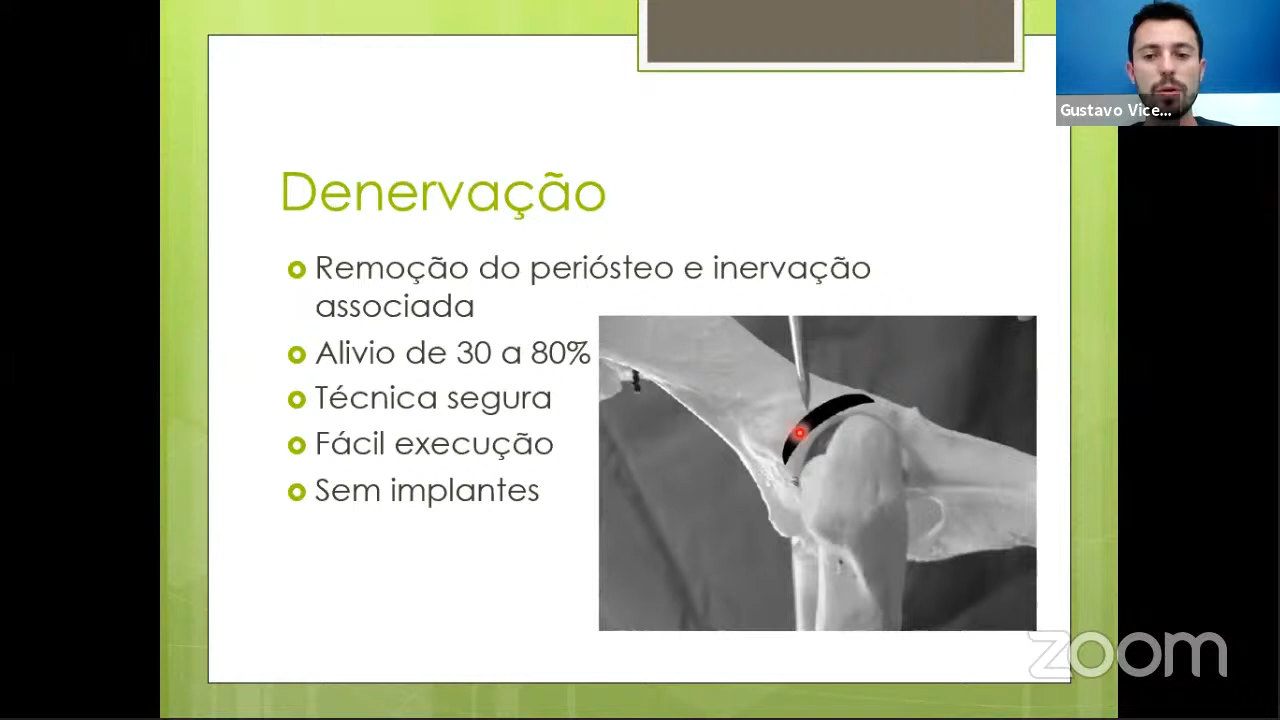 Gustavo Vice...
Denervação
Remoção do periósteo e inervação
associada
Alivio de 30 a 80%
Técnica segura
Fácil execução
Sem implantes
zoom